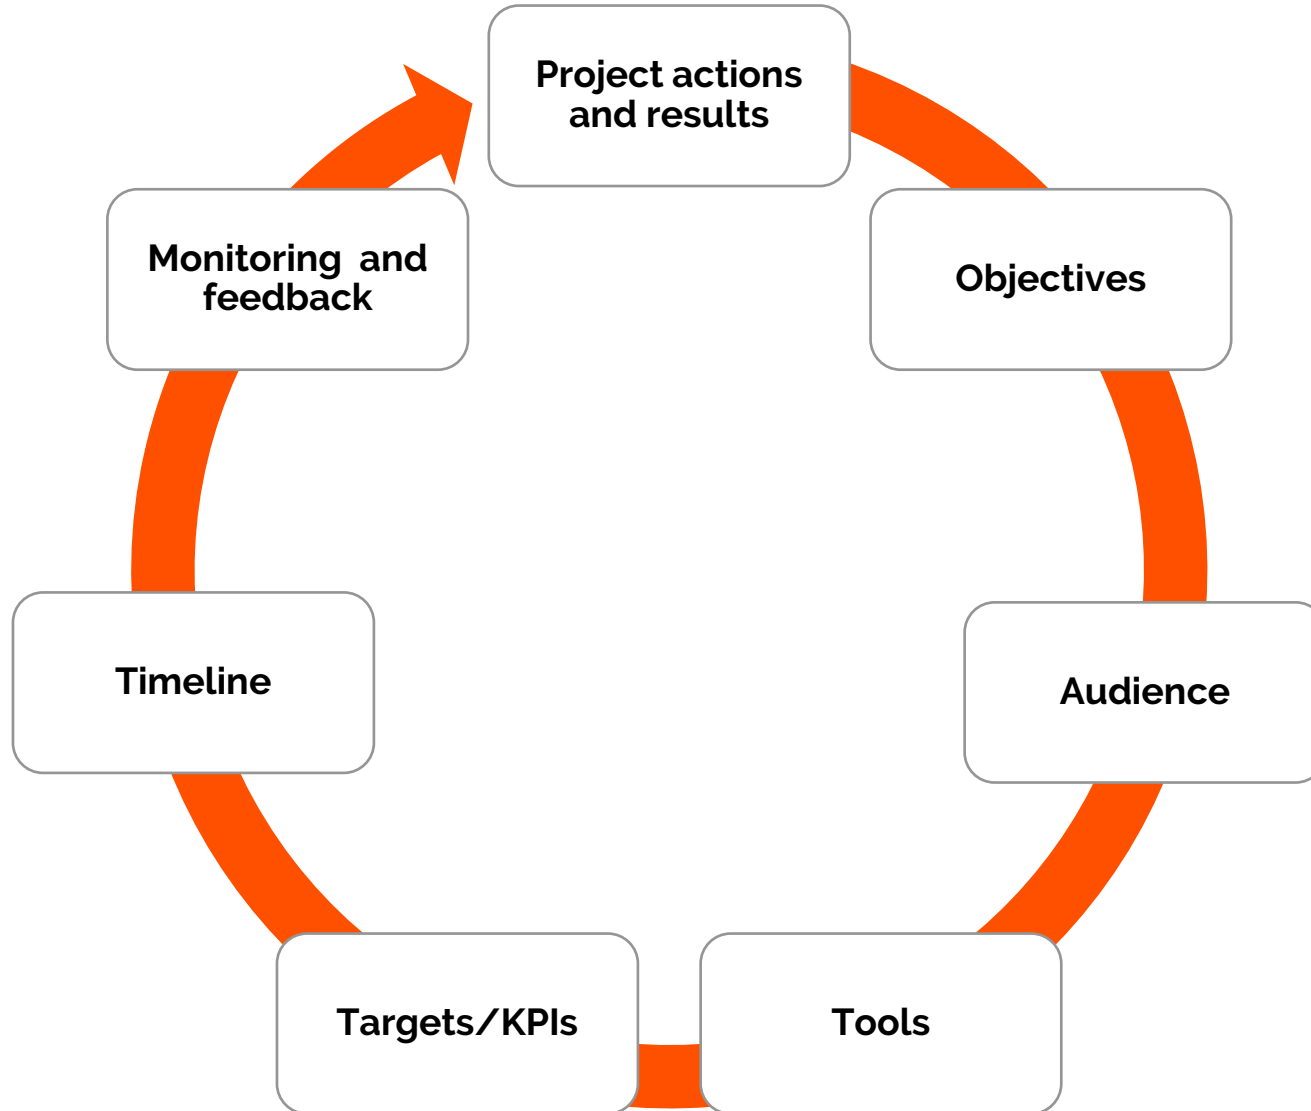 Project actions
and results
Objectives
Audience
Tools
Targets/KPIs
Timeline
Monitoring  and
feedback